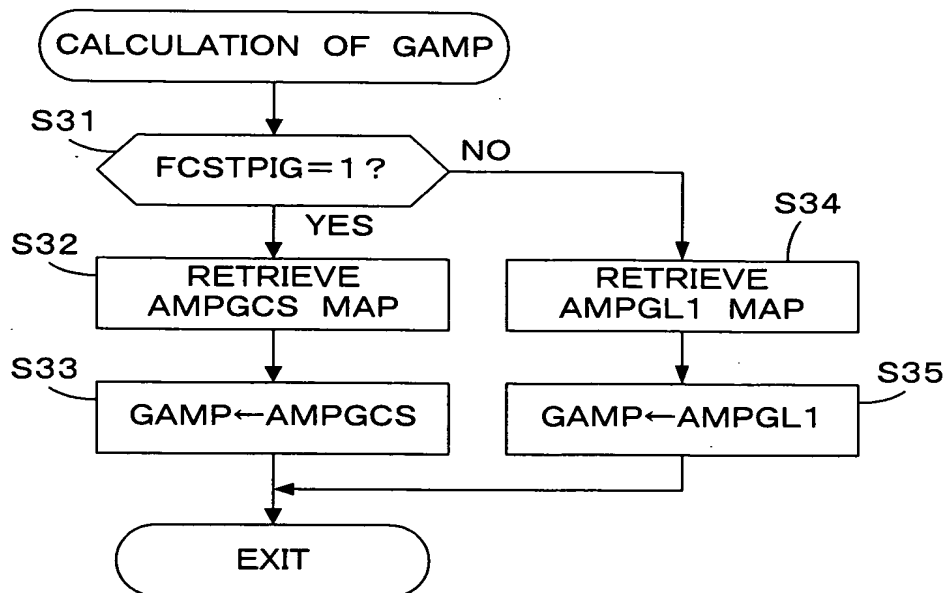 CALCULATION OF GAMP
S31
FCSTPIG=1?
NO
YES
S32
RETRIEVE
AMPGCS MAP
S33
GAMP←AMPGCS
S34
RETRIEVE
AMPGL1 MAP
S35
GAMP←AMPGL1
EXIT